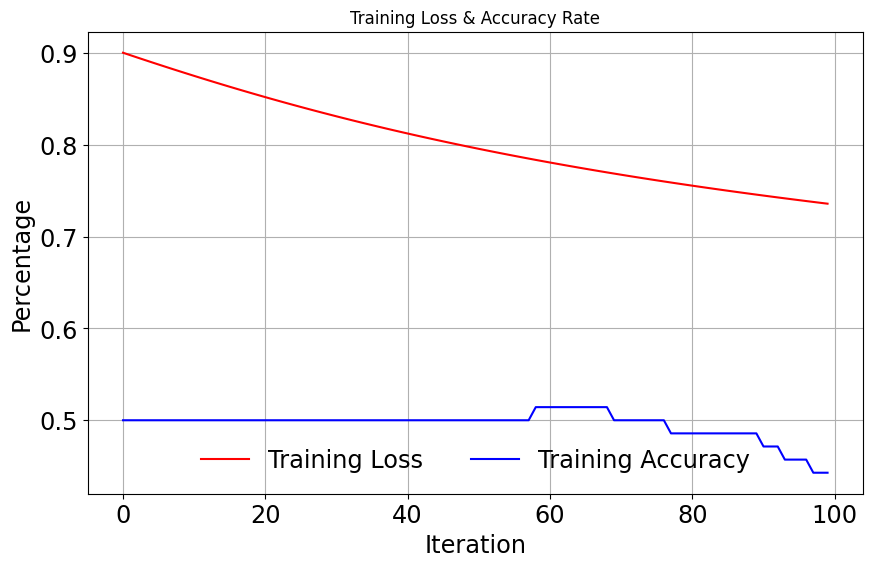 Training Loss & Accuracy Rate
Percentage
0.9
0.8
0.7
0.6
0.5
Training Loss
Training Accuracy
0 20 40 60 80 100
Iteration